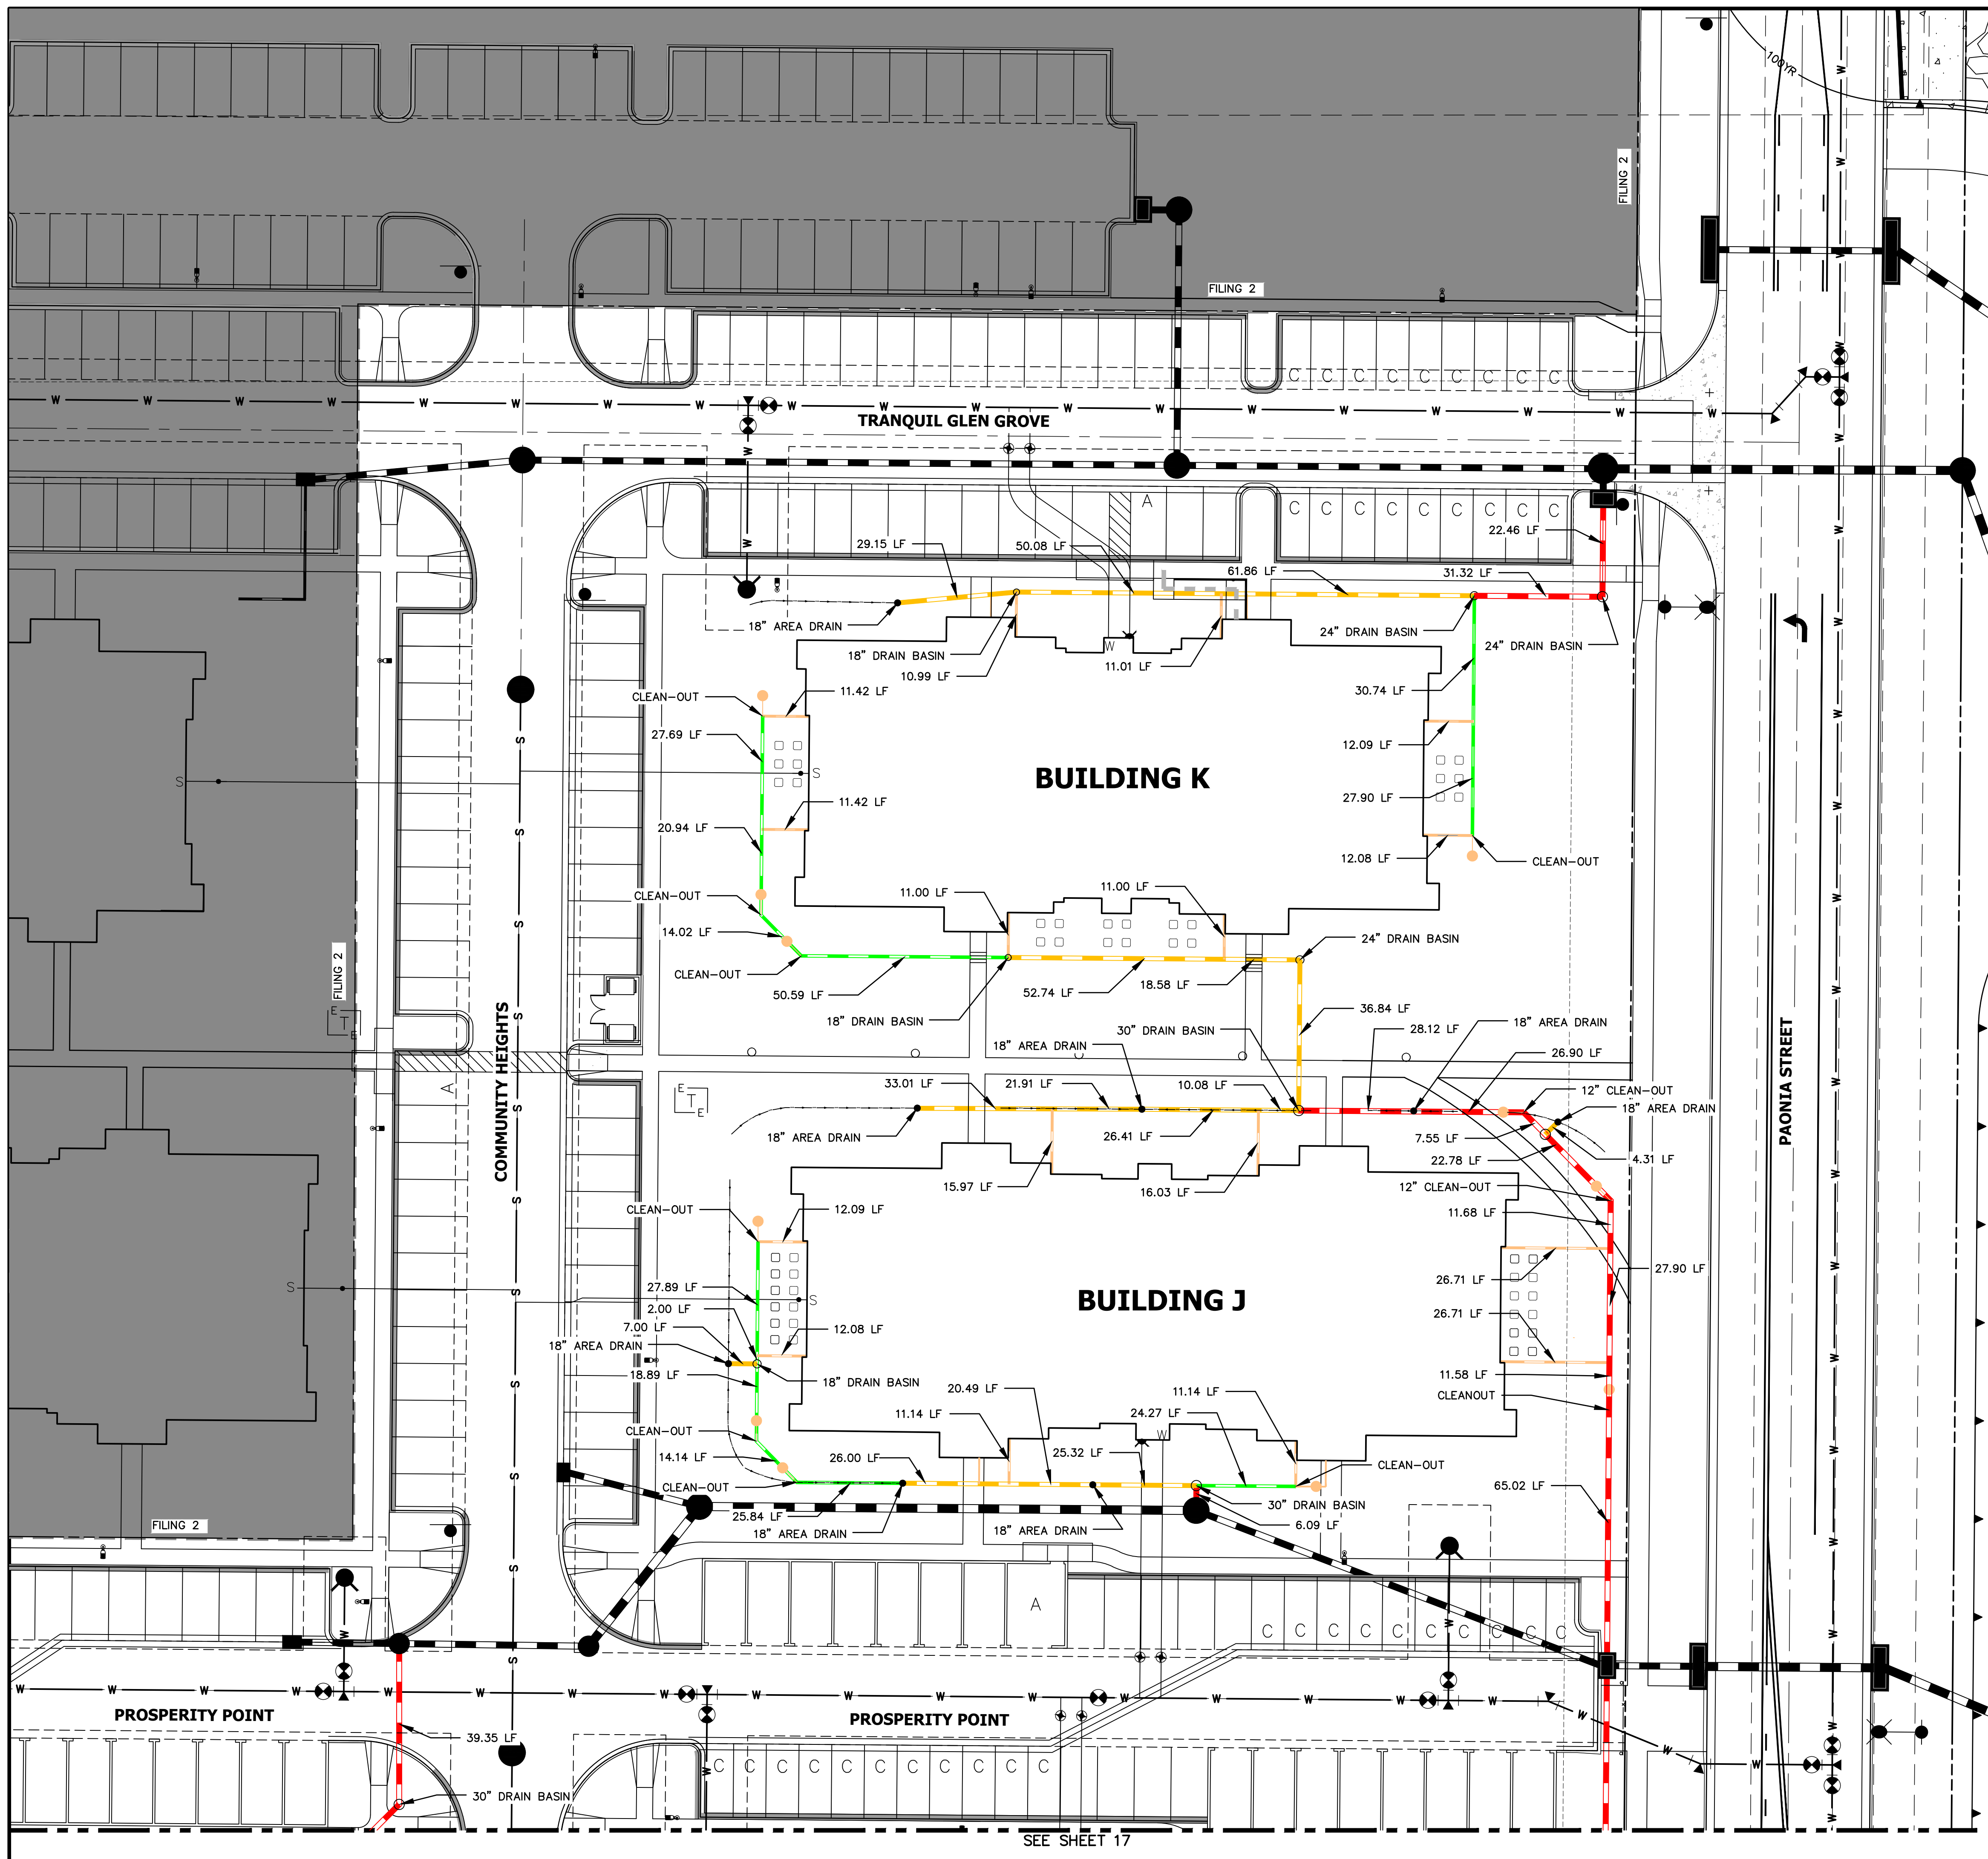 100YR
FILING 2
FILING 2
C C C C C C C C C
W W W W W W W W W W W W W W W W W W W
TRANQUIL GLEN GROVE
A
C C C C C C C C C
22.46 LF
29.15 LF
50.08 LF
61.86 LF
31.32 LF
18" AREA DRAIN
24" DRAIN BASIN
24" DRAIN BASIN
18" DRAIN BASIN
W
11.01 LF
10.99 LF
CLEAN-OUT
11.42 LF
30.74 LF
27.69 LF
12.09 LF
S
S
BUILDING K
27.90 LF
11.42 LF
20.94 LF
12.08 LF
CLEAN-OUT
CLEAN-OUT
11.00 LF
11.00 LF
14.02 LF
24" DRAIN BASIN
FILING 2
CLEAN-OUT
50.59 LF
52.74 LF
18.58 LF
36.84 LF
18" DRAIN BASIN
30" DRAIN BASIN
28.12 LF
18" AREA DRAIN
E
T
E
18" AREA DRAIN
26.90 LF
COMMUNITY HEIGHTS
PAONIA STREET
A
E
T
E
33.01 LF
21.91 LF
10.08 LF
12" CLEAN-OUT
18" AREA DRAIN
18" AREA DRAIN
26.41 LF
7.55 LF
22.78 LF
4.31 LF
15.97 LF
16.03 LF
12" CLEAN-OUT
CLEAN-OUT
12.09 LF
11.68 LF
27.90 LF
26.71 LF
27.89 LF
S
S
BUILDING J
2.00 LF
26.71 LF
7.00 LF
12.08 LF
18" AREA DRAIN
18.89 LF
18" DRAIN BASIN
11.58 LF
20.49 LF
11.14 LF
CLEANOUT
11.14 LF
24.27 LF
CLEAN-OUT
W
25.32 LF
14.14 LF
26.00 LF
CLEAN-OUT
CLEAN-OUT
65.02 LF
30" DRAIN BASIN
25.84 LF
6.09 LF
FILING 2
18" AREA DRAIN
18" AREA DRAIN
A
C C C C C C C C C C
W W W W W W W W W W W W W W W W W
PROSPERITY POINT
PROSPERITY POINT
39.35 LF
C C C C C C C C C C C
30" DRAIN BASIN
SEE SHEET 17